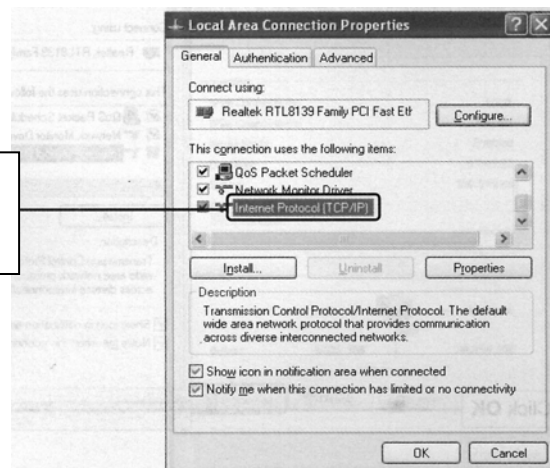 Local Area Connection Properties
General Authentication Advanced
Connect using:
Realtek RTL8139 Family PCI Fast Eth
Configure...
This connection uses the following items:
QoS Packet Scheduler
Network Monitor Driver
Internet Protocol (TCP/IP)
Install... Uninstall Properties
Description
Transmission Control Protocol/Internet Protocol. The default
wide area network protocol that provides communication
across diverse interconnected networks.
Show icon in notification area when connected
Notify me when this connection has limited or no connectivity
OK Cancel